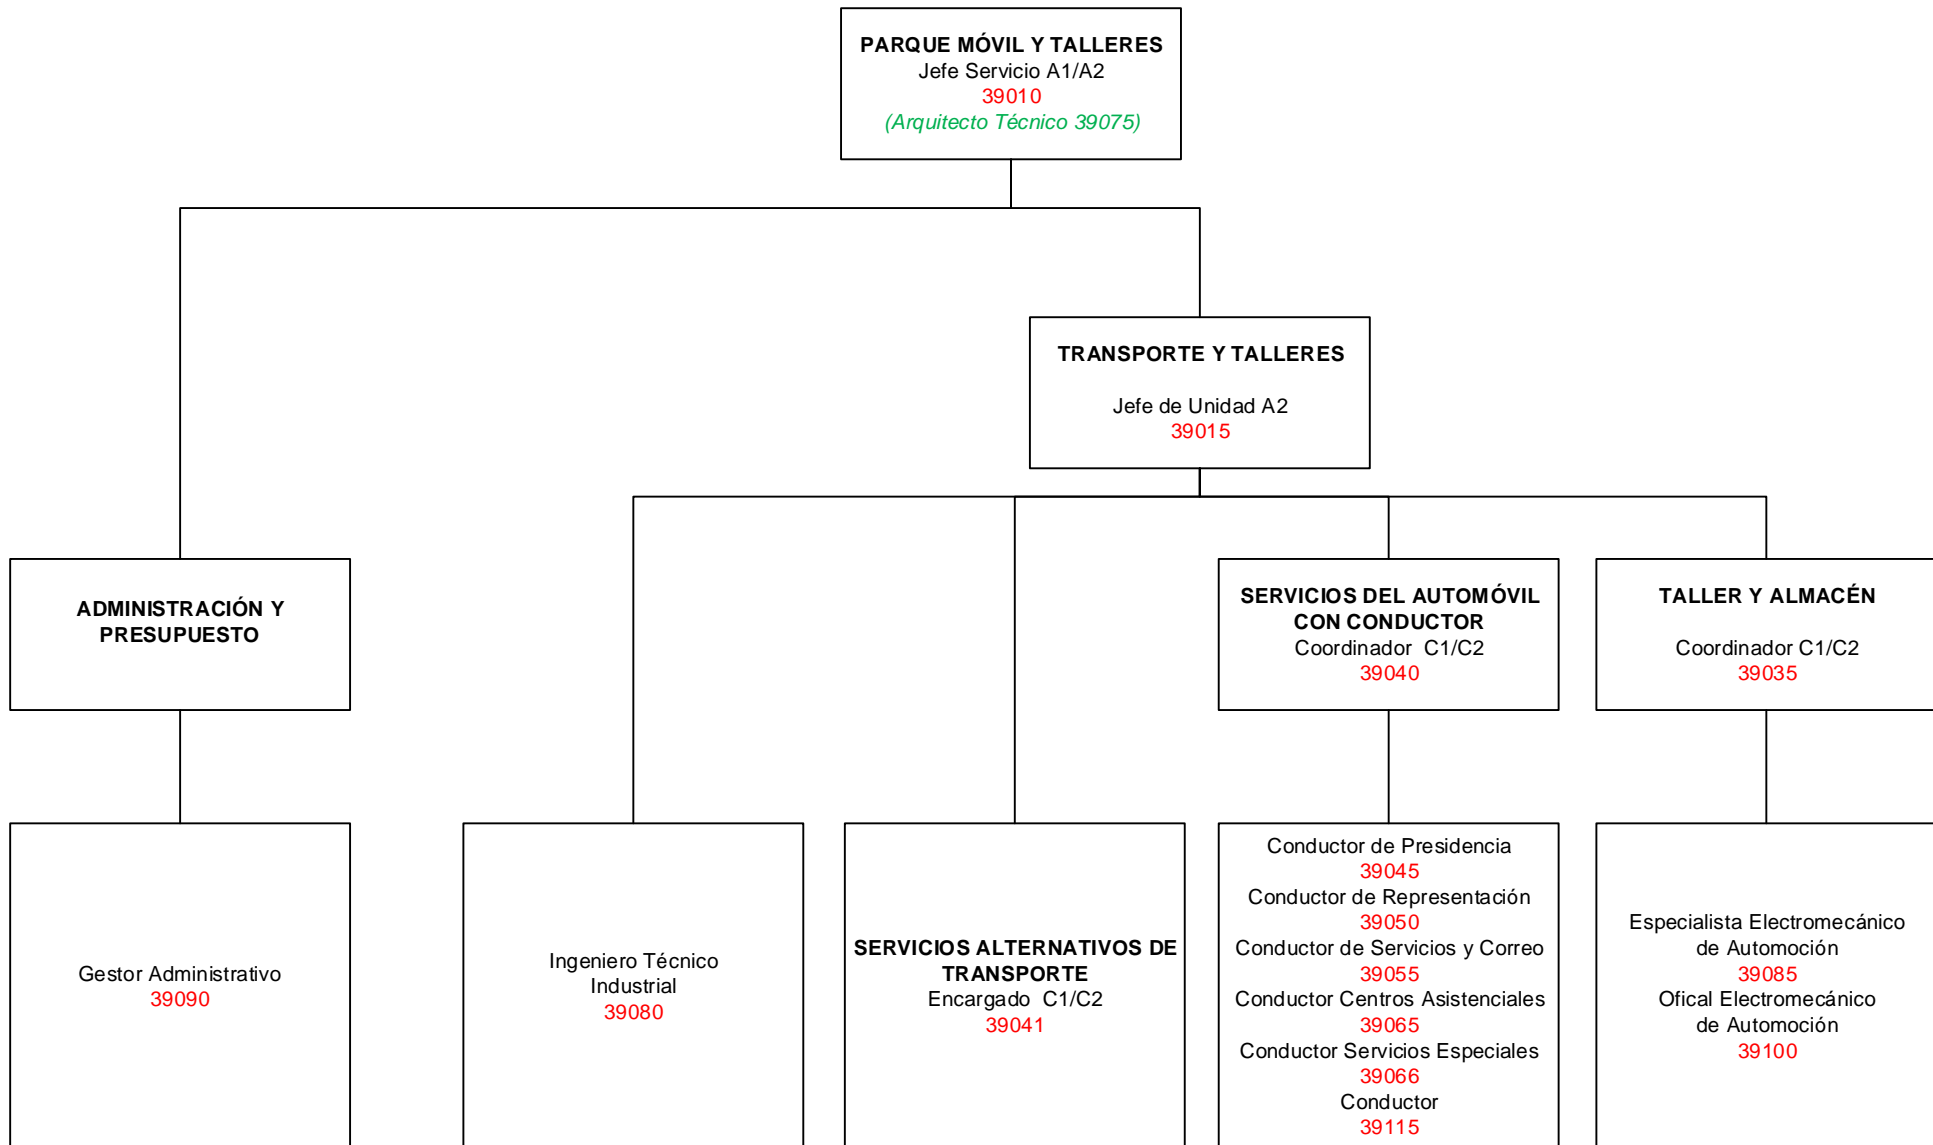 PARQUE MÓVIL Y TALLERES
Jefe Servicio A1/A2
39010
(Arquitecto Técnico 39075)
TRANSPORTE Y TALLERES
Jefe de Unidad A2
39015
ADMINISTRACIÓN Y
PRESUPUESTO
SERVICIOS DEL AUTOMÓVIL
CON CONDUCTOR
Coordinador C1/C2
39040
TALLER Y ALMACÉN
Coordinador C1/C2
39035
Gestor Administrativo
39090
Ingeniero Técnico
Industrial
39080
SERVICIOS ALTERNATIVOS DE
TRANSPORTE
Encargado C1/C2
39041
Conductor de Presidencia
39045
Conductor de Representación
39050
Conductor de Servicios y Correo
39055
Conductor Centros Asistenciales
39065
Conductor Servicios Especiales
39066
Conductor
39115
Especialista Electromecánico
de Automoción
39085
Ofical Electromecánico
de Automoción
39100